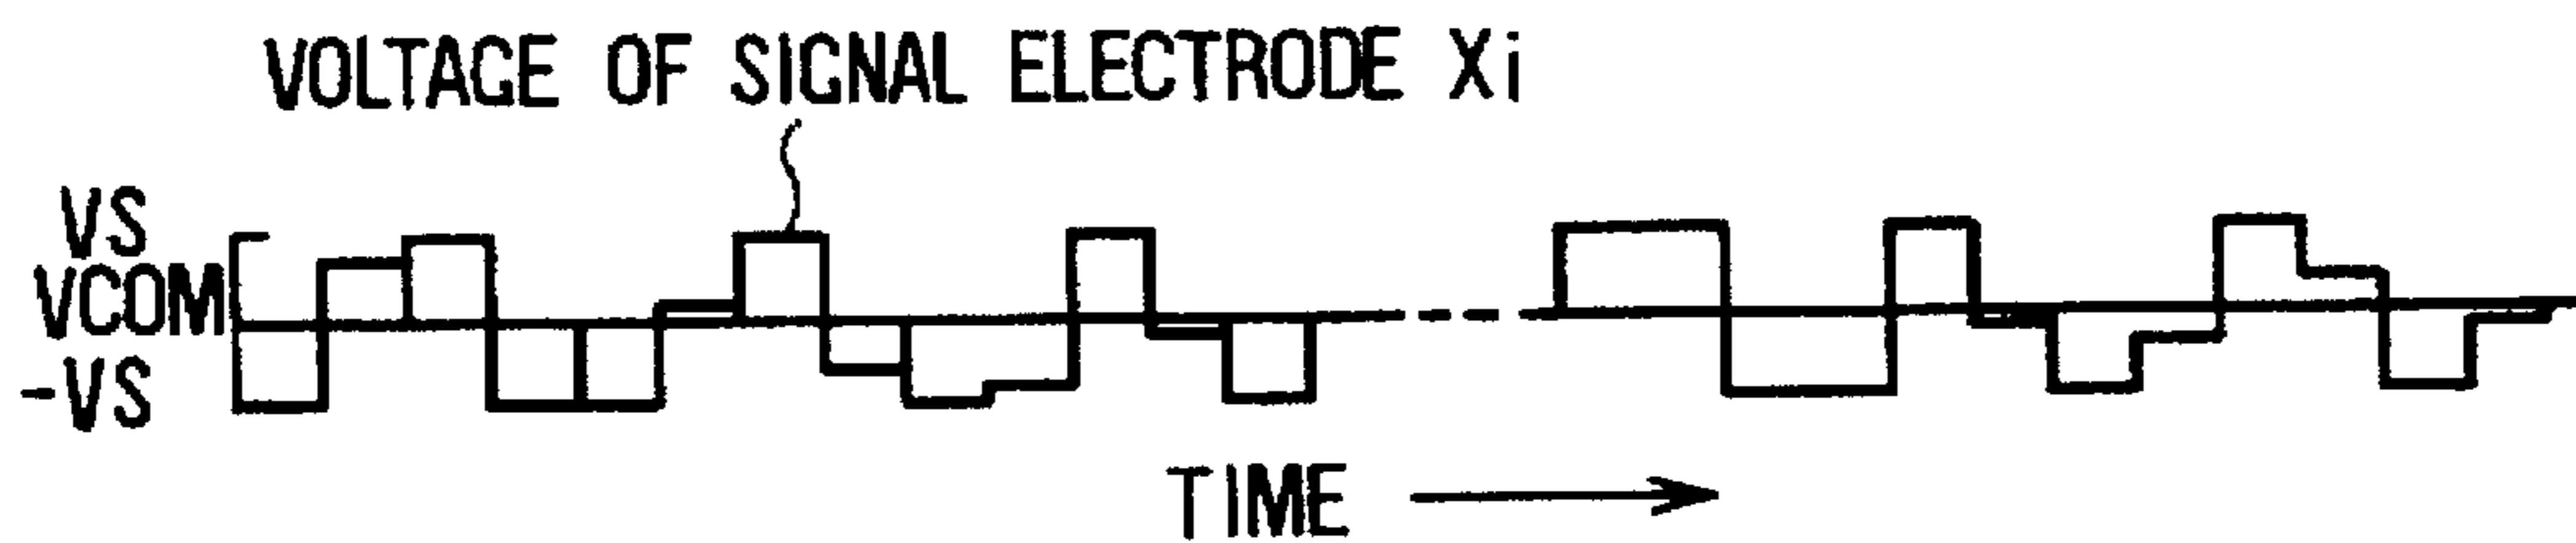 VOLTAGE OF SIGNAL ELECTRODE Xi
VS
VCOM
-VS
TIME